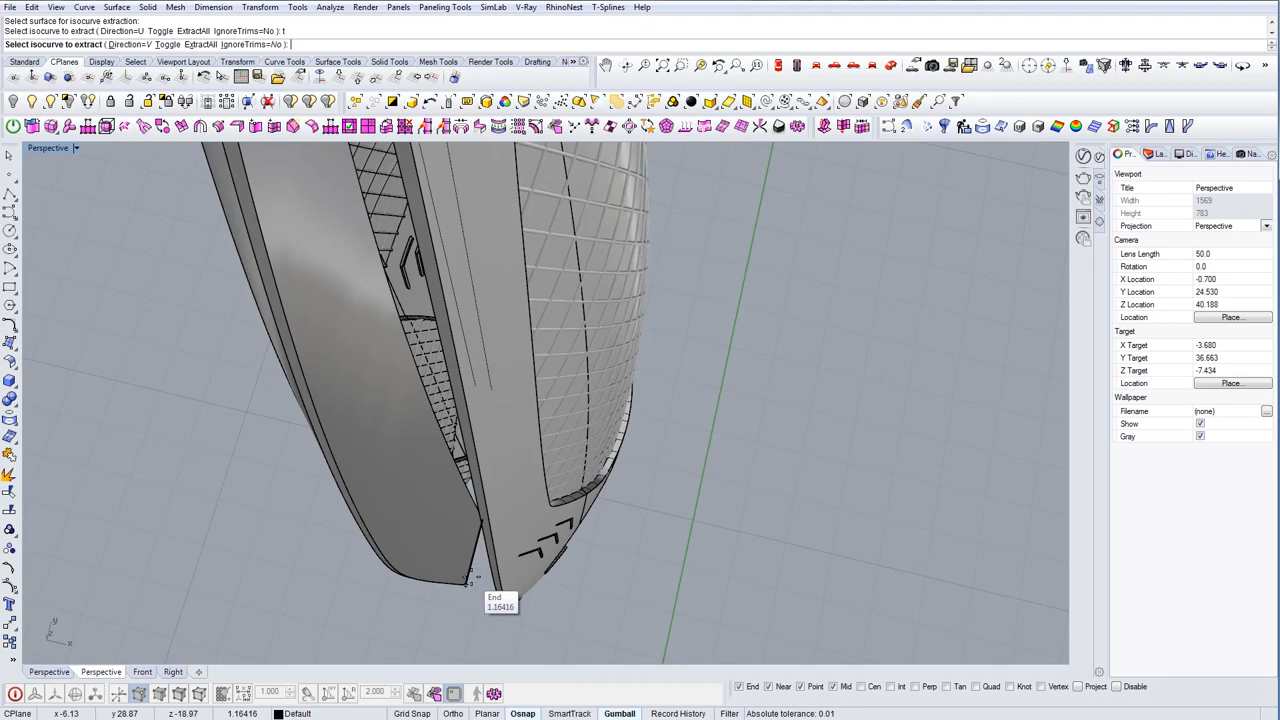 File Edit View Curve Surface Solid Mesh Dimension Transform Tools Analyze Render Panels Paneling Tools SimLab V-Ray RhinoNest T-Splines Help
Select surface for isocurve extraction:
Select isocurve to extract ( Direction=U Toggle ExtractAll IgnoreTrims=No ): t
Select isocurve to extract ( Direction=V Toggle ExtractAll IgnoreTrims=No ):
Standard CPlanes Display Select Viewport Layout Transform Curve Tools Surface Tools Solid Tools Mesh Tools Render Tools Drafting Ne
Perspective
Pr... La... Di... He... Na...
Viewport
Title Perspective
Width 1569
Height 783
Projection Perspective
Camera
Lens Length 50.0
Rotation 0.0
X Location -0.700
Y Location 24.530
Z Location 40.188
Location Place...
Target
X Target -3.680
Y Target 36.663
Z Target -7.434
Location Place...
Wallpaper
Filename (none) ...
Show
Gray
End
1.16416
y
z
x
Perspective Perspective Front Right
1.000 2.000 End Near Point Mid Cen Int Perp Tan Quad Knot Vertex Project Disable
CPlane x -6.13 y 28.87 z -18.97 1.16416 Default Grid Snap Ortho Planar Osnap SmartTrack Gumball Record History Filter Absolute tolerance: 0.01